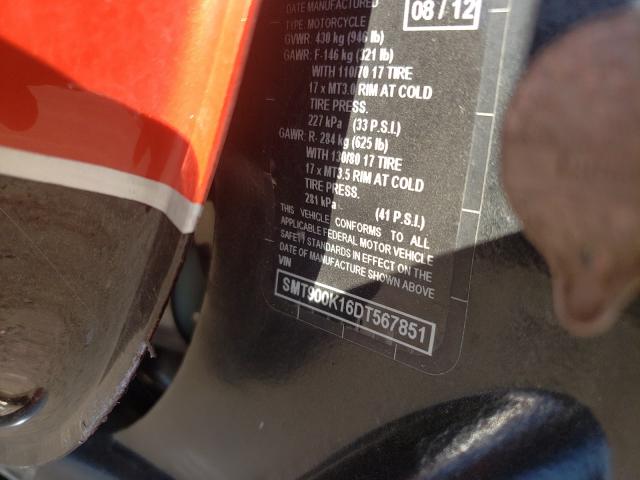 DATE MANUFACTURED
08 / 12
TYPE: MOTORCYCLE
GVWR: 430 kg (946 lb)
GAWR: F-146 kg (321 lb)
WITH 110/70 17 TIRE
17 x MT3.0 RIM AT COLD
TIRE PRESS.
227 kPa (33 P.S.I.)
GAWR: R- 284 kg (625 lb)
WITH 130/80 17 TIRE
17 x MT3.5 RIM AT COLD
TIRE PRESS.
281 kPa- (41 P.S.I.)
THIS VEHICLE CONFORMS TO ALL
APPLICABLE FEDERAL MOTOR VEHICLE
SAFETY STANDARDS IN EFFECT ON THE
DATE OF MANUFACTURE SHOWN ABOVE
VIN
SMT900K16DT567851